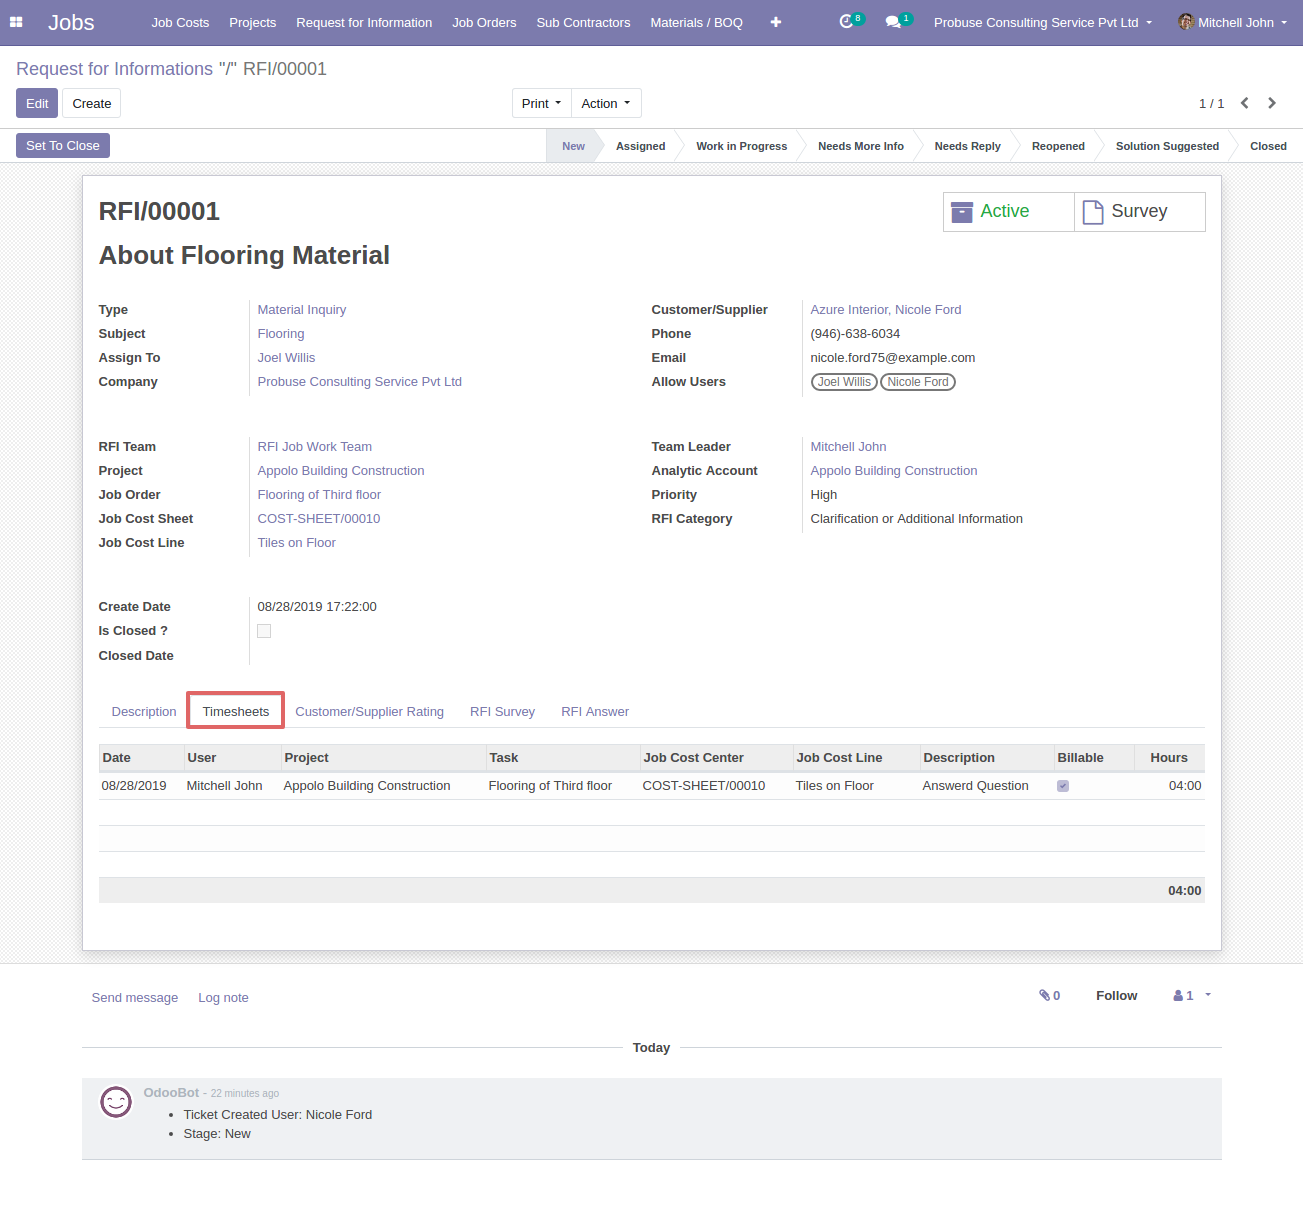 Jobs Job Costs Projects Request for Information Job Orders Sub Contractors Materials / BOQ 8 1 Probuse Consulting Service Pvt Ltd Mitchell John
Request for Informations "/" RFI/00001
Edit Create Print Action 1 / 1
Set To Close New Assigned Work in Progress Needs More Info Needs Reply Reopened Solution Suggested Closed
RFI/00001 Active Survey
About Flooring Material
Type Material Inquiry Customer/Supplier Azure Interior, Nicole Ford
Subject Flooring Phone (946)-638-6034
Assign To Joel Willis Email nicole.ford75@example.com
Company Probuse Consulting Service Pvt Ltd Allow Users Joel Willis Nicole Ford
RFI Team RFI Job Work Team Team Leader Mitchell John
Project Appolo Building Construction Analytic Account Appolo Building Construction
Job Order Flooring of Third floor Priority High
Job Cost Sheet COST-SHEET/00010 RFI Category Clarification or Additional Information
Job Cost Line Tiles on Floor
Create Date 08/28/2019 17:22:00
Is Closed ?
Closed Date
Description Timesheets Customer/Supplier Rating RFI Survey RFI Answer
Date User Project Task Job Cost Center Job Cost Line Description Billable Hours
08/28/2019 Mitchell John Appolo Building Construction Flooring of Third floor COST-SHEET/00010 Tiles on Floor Answerd Question 04:00
04:00
Send message Log note 0 Follow 1
Today
OdooBot - 22 minutes ago
• Ticket Created User: Nicole Ford
• Stage: New